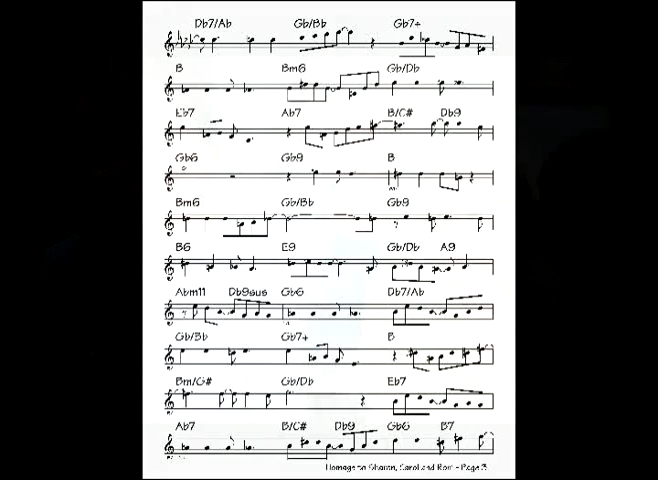 Db7/Ab Gb/Bb Gb7+
B Bm6 Gb/Db
Eb7 Ab7 B/C# Db9
Gb6 Gb9 B
Bm6 Gb/Bb Gb9
B6 E9 Gb/Db A9
Abm11 Db9sus Gb6 Db7/Ab
Gb/Bb Gb7+ B
Bm/G# Gb/Db Eb7
Ab7 B/C# Db9 Gb6 B7
Homage to Sharon, Carol and Ron - Page 3